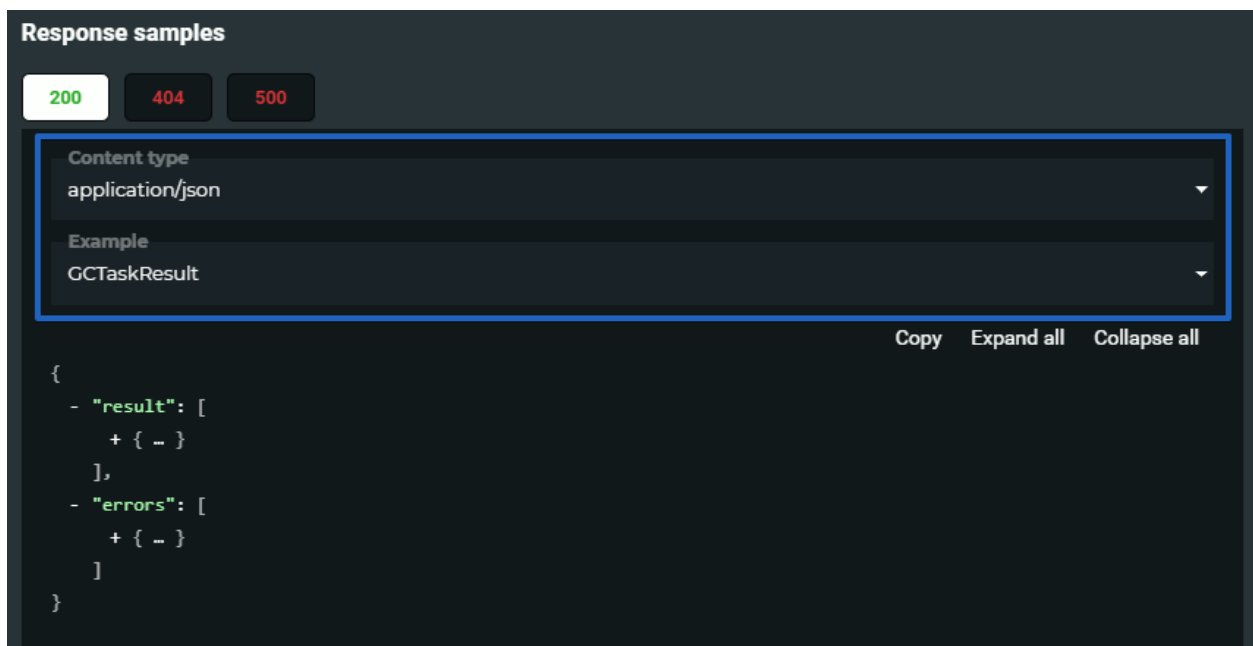 Response samples
200 404 500
Content type
application/json
Example
GCTaskResult
Copy Expand all Collapse all
{
- "result": [
+ { … }
],
- "errors": [
+ { … }
]
}